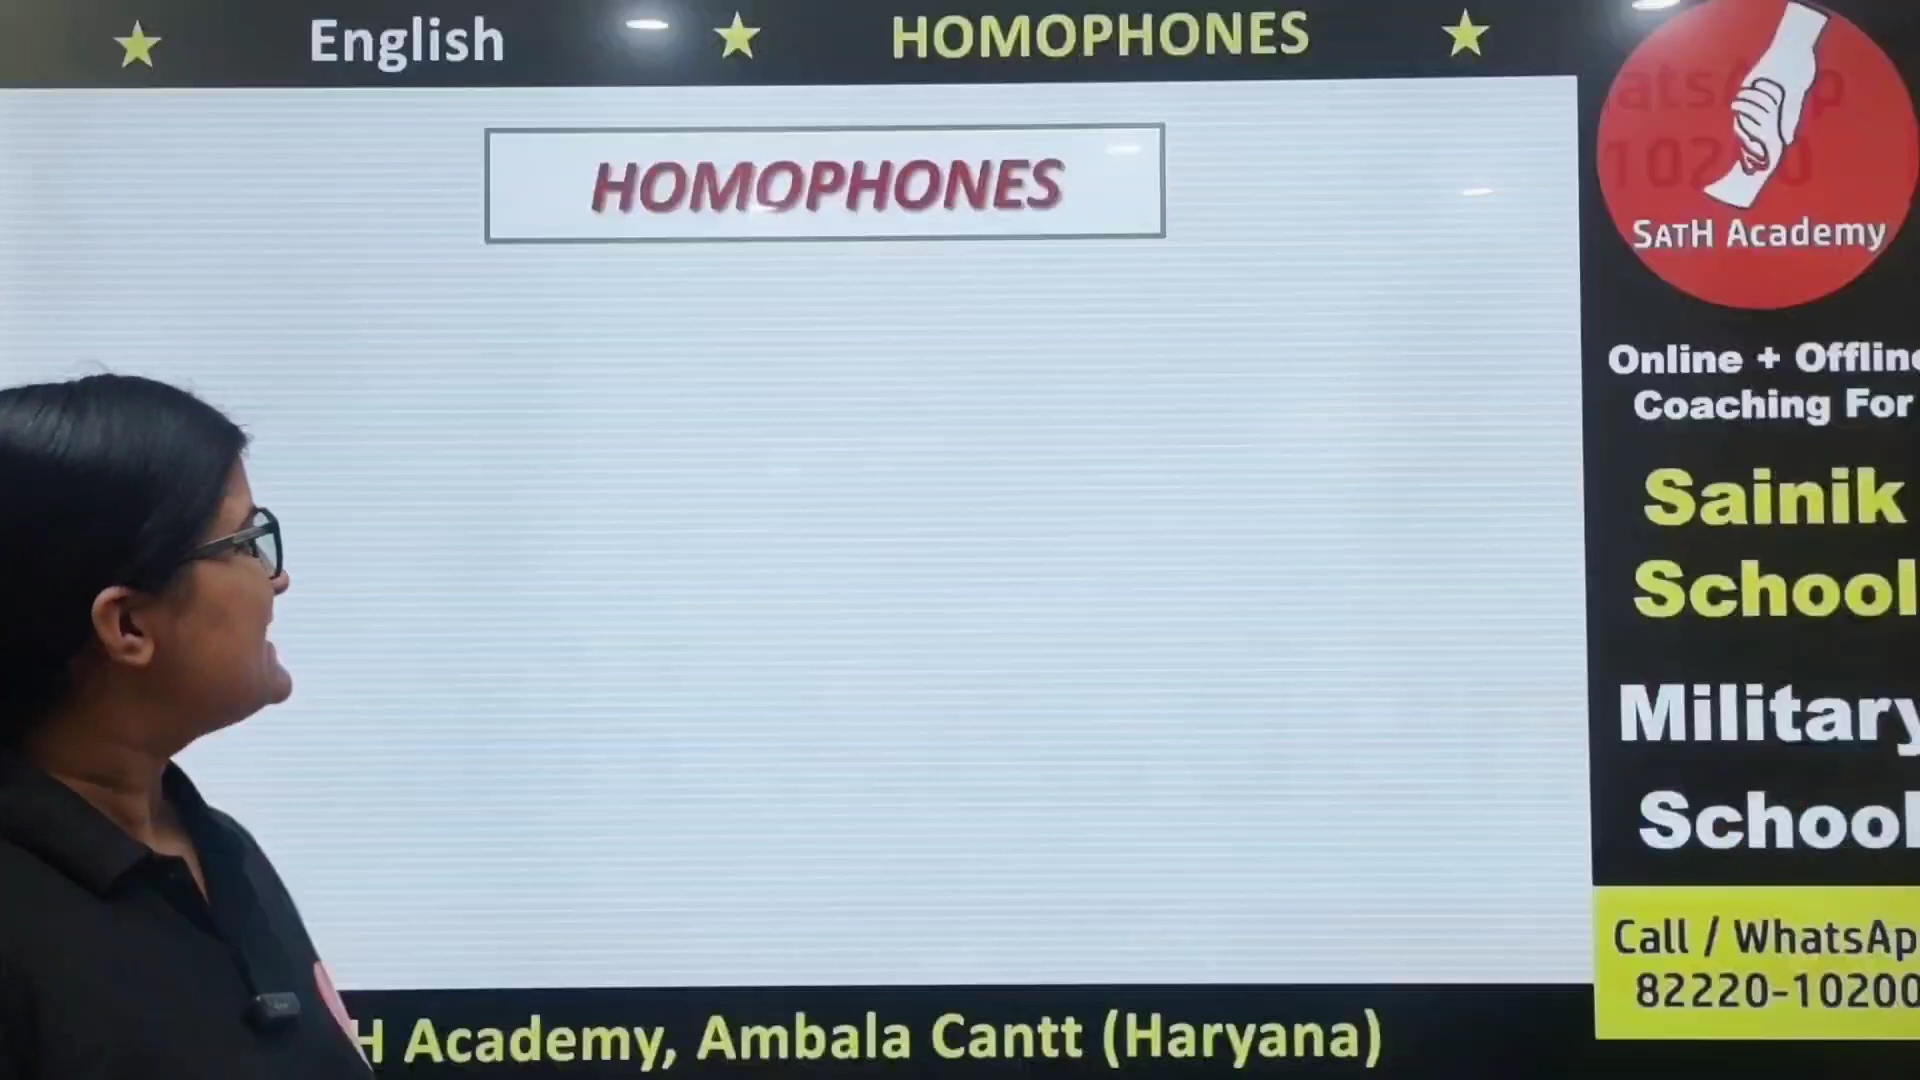 English HOMOPHONES
HOMOPHONES
SATH Academy
Online + Offline
Coaching For
Sainik
School
Military
School
Call / WhatsAp
82220-10200
H Academy, Ambala Cantt (Haryana)